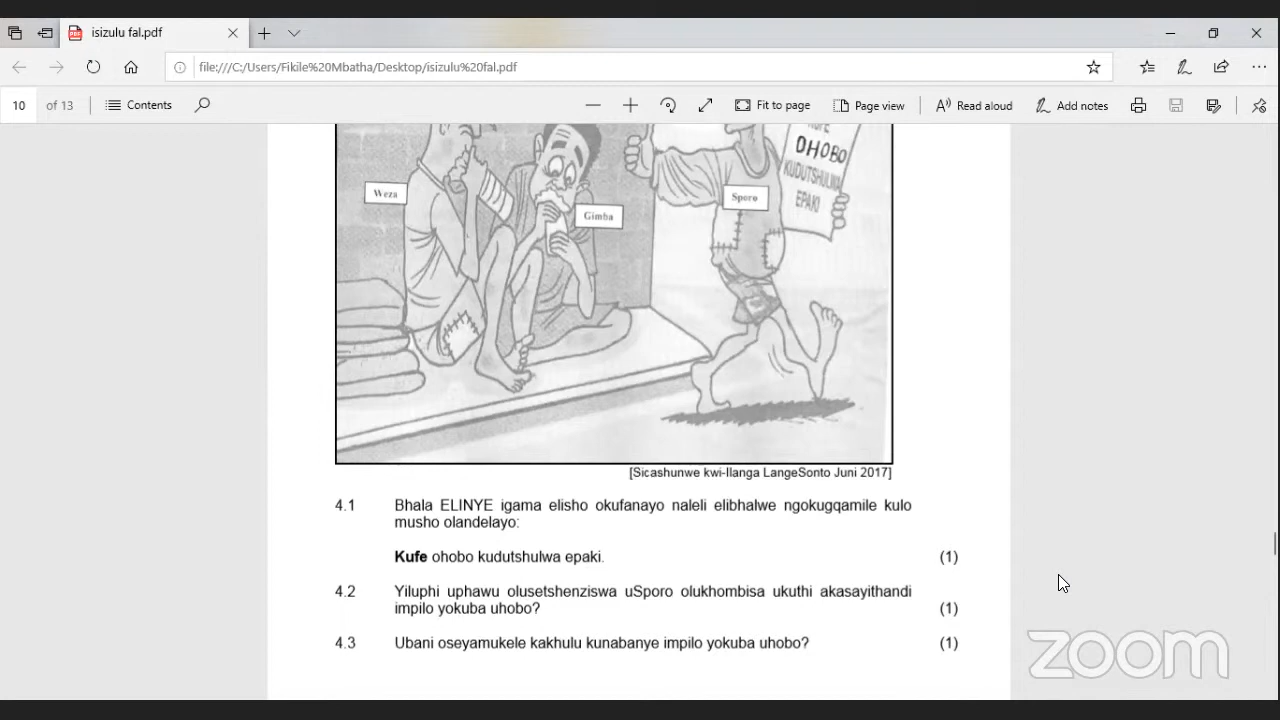 isizulu fal.pdf
file:///C:/Users/Fikile%20Mbatha/Desktop/isizulu%20fal.pdf
10 of 13 Contents Fit to page Page view Read aloud Add notes
DHOBO
KUDUTSHULWA
EPAKI
Weza
Gimba
Sporo
[Sicashunwe kwi-Ilanga LangeSonto Juni 2017]
4.1 Bhala ELINYE igama elisho okufanayo naleli elibhalwe ngokugqamile kulo
musho olandelayo:
Kufe ohobo kudutshulwa epaki. (1)
4.2 Yiluphi uphawu olusetshenziswa uSporo olukhombisa ukuthi akasayithandi
impilo yokuba uhobo? (1)
4.3 Ubani oseyamukele kakhulu kunabanye impilo yokuba uhobo? (1)
zoom